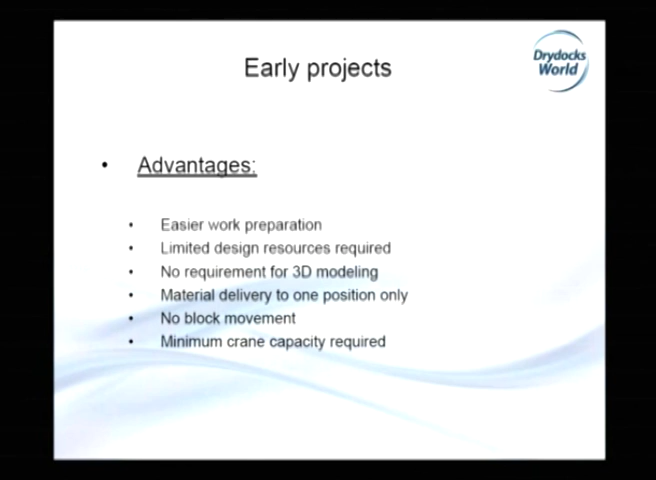 Early projects
Drydocks
World
• Advantages:
• Easier work preparation
• Limited design resources required
• No requirement for 3D modeling
• Material delivery to one position only
• No block movement
• Minimum crane capacity required